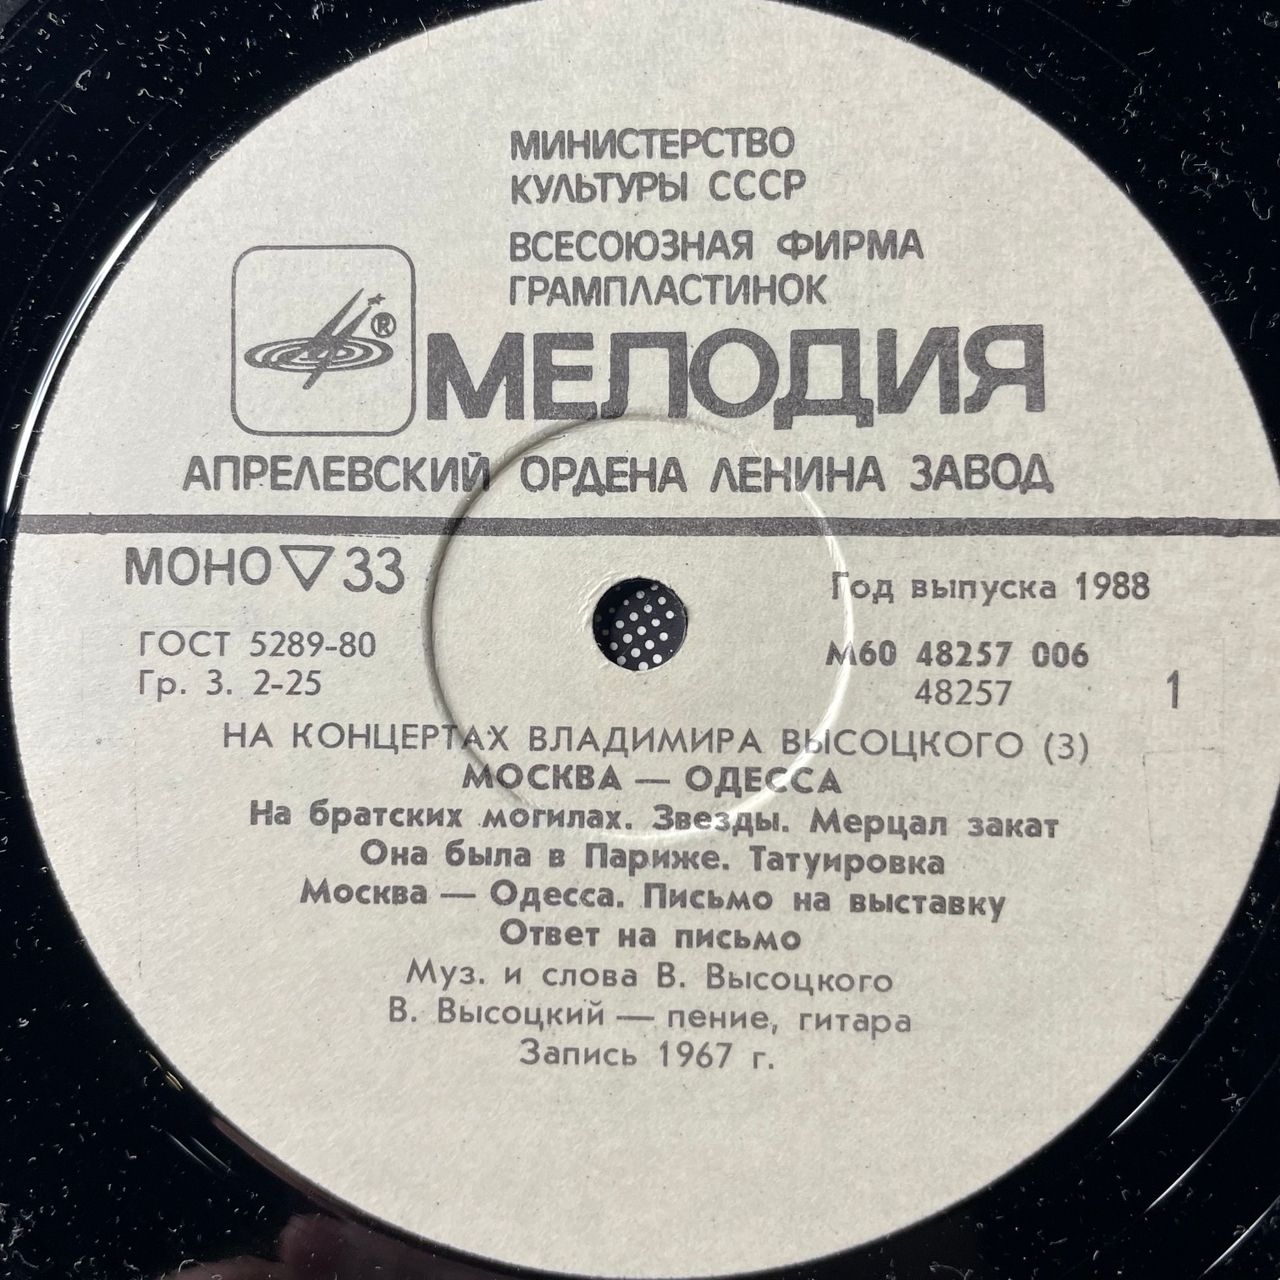 МИНИСТЕРСТВО
КУЛЬТУРЫ СССР
ВСЕСОЮЗНАЯ ФИРМА
ГРАМПЛАСТИНОК
®
МЕЛОДИЯ
АПРЕЛЕВСКИЙ ОРДЕНА ЛЕНИНА ЗАВОД
МОНО ▽ 33
Год выпуска 1988
ГОСТ 5289-80
М60 48257 006
Гр. 3. 2-25
48257
1
НА КОНЦЕРТАХ ВЛАДИМИРА ВЫСОЦКОГО (3)
МОСКВА — ОДЕССА
На братских могилах. Звезды. Мерцал закат
Она была в Париже. Татуировка
Москва — Одесса. Письмо на выставку
Ответ на письмо
Муз. и слова В. Высоцкого
В. Высоцкий — пение, гитара
Запись 1967 г.